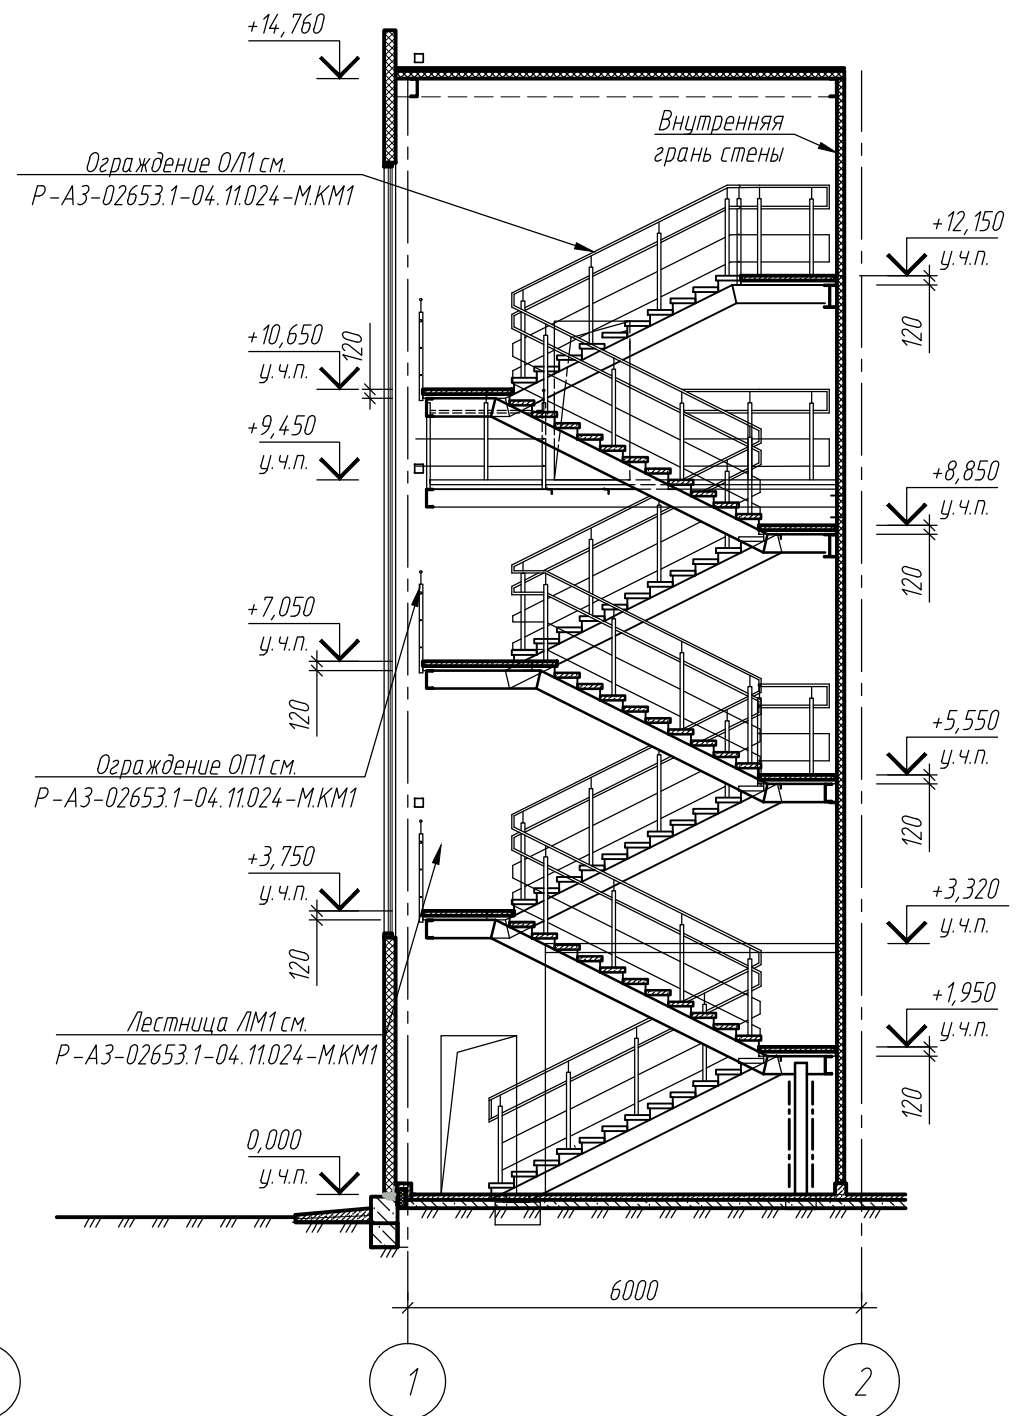 +14,760
Внутренняя
грань стены
Ограждение ОЛ1 см.
Р-АЗ-02653.1-04.11.024-М.КМ1
+12,150
у.ч.п.
120
+10,650
у.ч.п.
120
+9,450
у.ч.п.
+8,850
у.ч.п.
120
+7,050
у.ч.п.
120
+5,550
у.ч.п.
120
Ограждение ОП1 см.
Р-АЗ-02653.1-04.11.024-М.КМ1
+3,750
у.ч.п.
120
+3,320
у.ч.п.
+1,950
у.ч.п.
120
Лестница ЛМ1 см.
Р-АЗ-02653.1-04.11.024-М.КМ1
0,000
у.ч.п.
6000
1
2